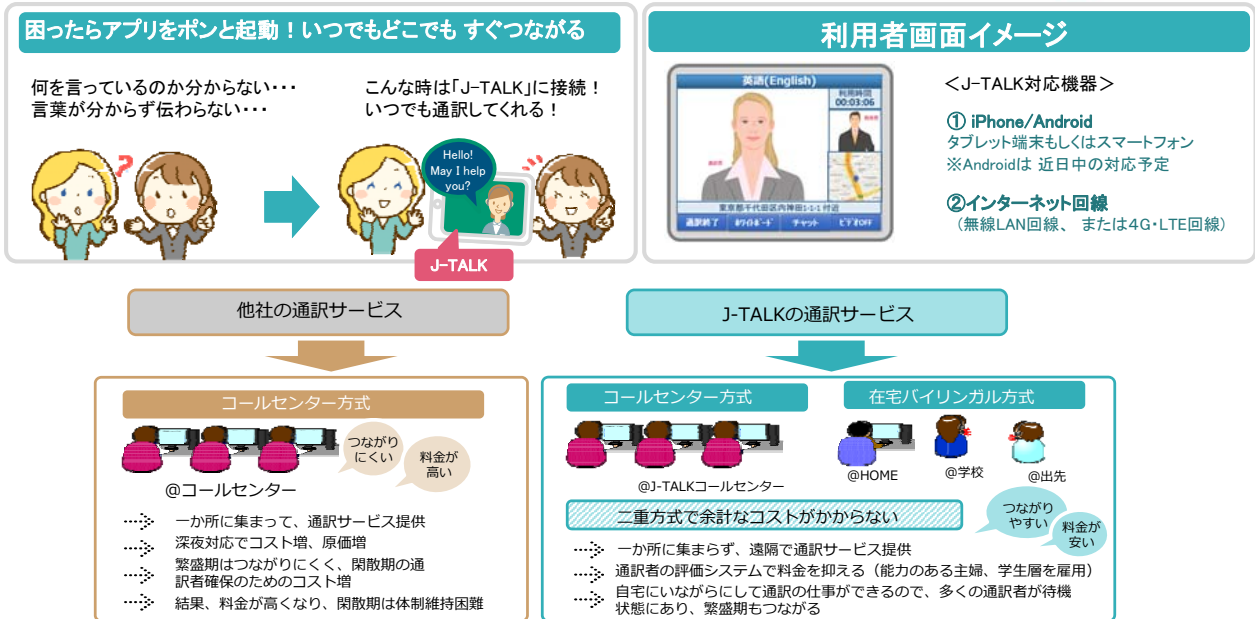 困ったらアプリをポンと起動！いつでもどこでも すぐつながる
何を言っているのか分からない・・・
言葉が分からず伝わらない・・・
こんな時は「J-TALK」に接続！
いつでも通訳してくれる！
Hello!
May I help
you?
J-TALK
利用者画面イメージ
英語(English)
利用時間
00:03:06
東京都千代田区内神田1-1-1 付近
通訳終了
ホワイトボード
チャット
ビデオOFF
＜J-TALK対応機器＞
① iPhone/Android
タブレット端末もしくはスマートフォン
※Androidは 近日中の対応予定
②インターネット回線
（無線LAN回線、 または4G・LTE回線）
他社の通訳サービス
コールセンター方式
つながり
にくい
料金が
高い
@コールセンター
一か所に集まって、通訳サービス提供
深夜対応でコスト増、原価増
繁盛期はつながりにくく、閑散期の通
訳者確保のためのコスト増
結果、料金が高くなり、閑散期は体制維持困難
J-TALKの通訳サービス
コールセンター方式
在宅バイリンガル方式
@J-TALKコールセンター
@HOME
@学校
@出先
二重方式で余計なコストがかからない
つながり
やすい
料金が
安い
一か所に集まらず、遠隔で通訳サービス提供
通訳者の評価システムで料金を抑える（能力のある主婦、学生層を雇用）
自宅にいながらにして通訳の仕事ができるので、多くの通訳者が待機
状態にあり、繁盛期もつながる